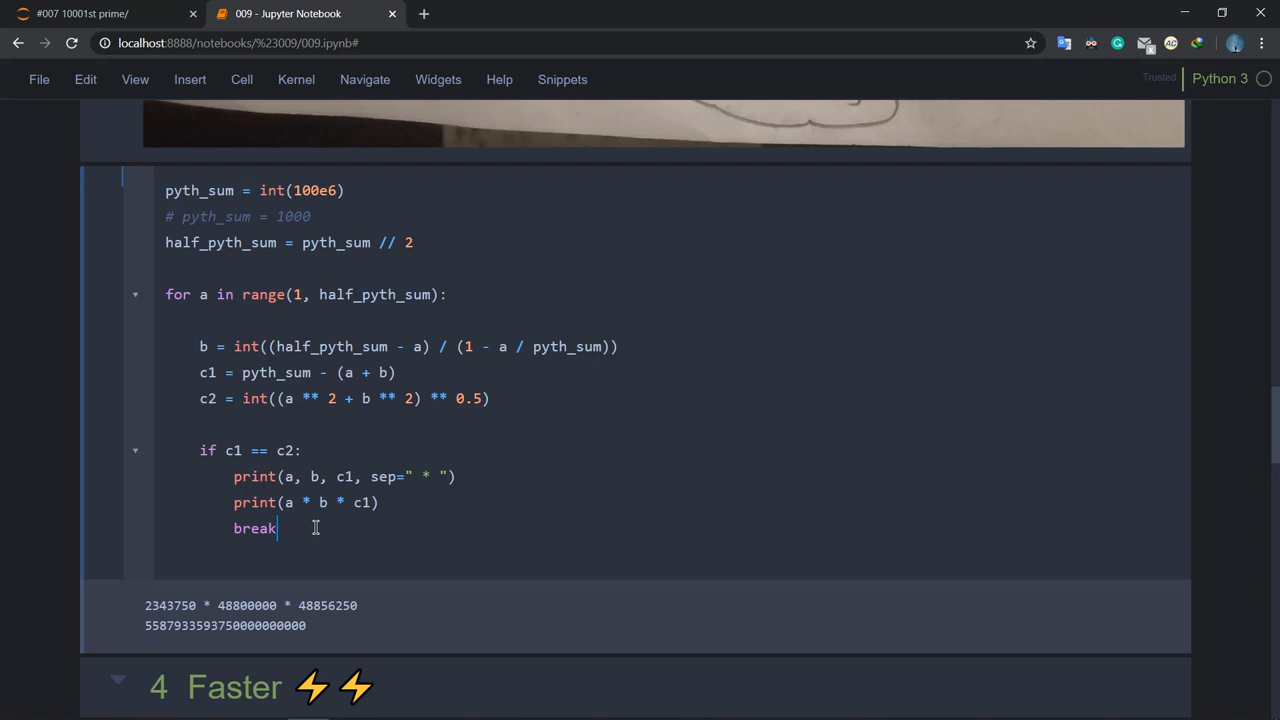 #007 10001st prime/
009 - Jupyter Notebook
localhost:8888/notebooks/%23009/009.ipynb#
File Edit View Insert Cell Kernel Navigate Widgets Help Snippets
Trusted Python 3
pyth_sum = int(100e6)
# pyth_sum = 1000
half_pyth_sum = pyth_sum // 2
for a in range(1, half_pyth_sum):
b = int((half_pyth_sum - a) / (1 - a / pyth_sum))
c1 = pyth_sum - (a + b)
c2 = int((a ** 2 + b ** 2) ** 0.5)
if c1 == c2:
print(a, b, c1, sep=" * ")
print(a * b * c1)
break
2343750 * 48800000 * 48856250
5587933593750000000000
4 Faster ⚡⚡